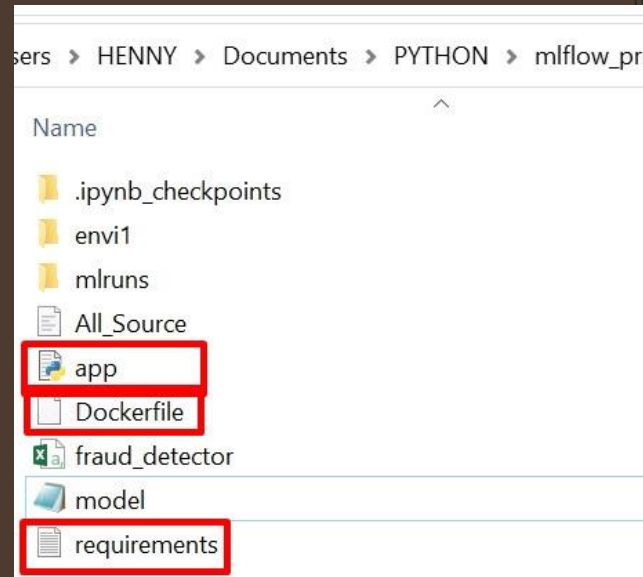 sers > HENNY > Documents > PYTHON > mlflow_pr
Name
.ipynb_checkpoints
envi1
mlruns
All_Source
app
Dockerfile
fraud_detector
model
requirements